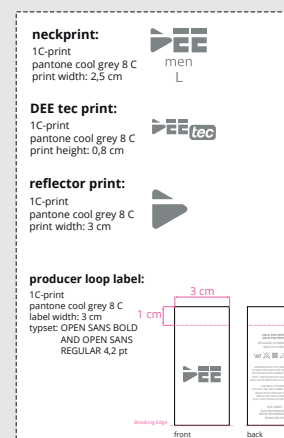 neckprint:
1C-print
pantone cool grey 8 C
print width: 2,5 cm
DEE
men
L
DEE tec print:
1C-print
pantone cool grey 8 C
print height: 0,8 cm
DEE tec
reflector print:
1C-print
pantone cool grey 8 C
print width: 3 cm
producer loop label:
1C-print
pantone cool grey 8 C
label width: 3 cm
typset: OPEN SANS BOLD
AND OPEN SANS
REGULAR 4,2 pt
3 cm
1 cm
DEE
Breaking Edge
front
back